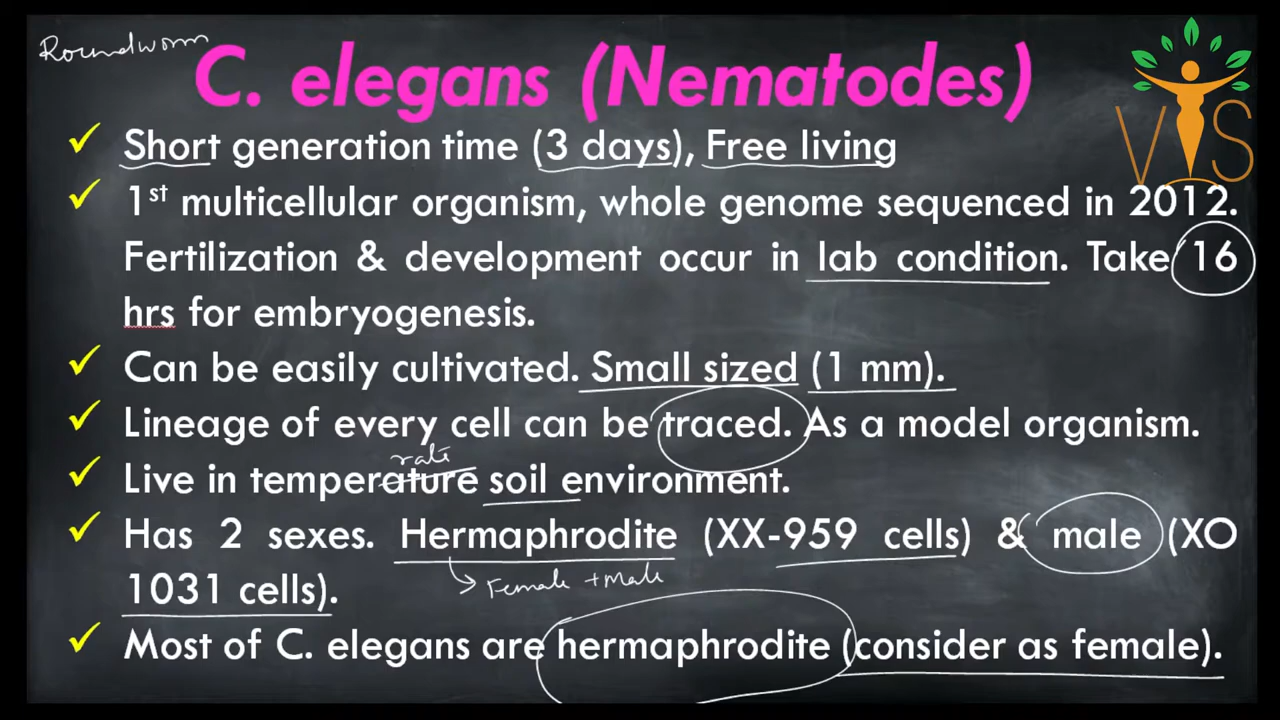 Roundworm
C. elegans (Nematodes)
VIS
✓ Short generation time (3 days), Free living
✓ 1st multicellular organism, whole genome sequenced in 2012.
Fertilization & development occur in lab condition. Take 16
hrs for embryogenesis.
✓ Can be easily cultivated. Small sized (1 mm).
✓ Lineage of every cell can be traced. As a model organism.
rate
✓ Live in temperature soil environment.
✓ Has 2 sexes. Hermaphrodite (XX-959 cells) & male (XO
1031 cells).
Female + Male
✓ Most of C. elegans are hermaphrodite (consider as female).